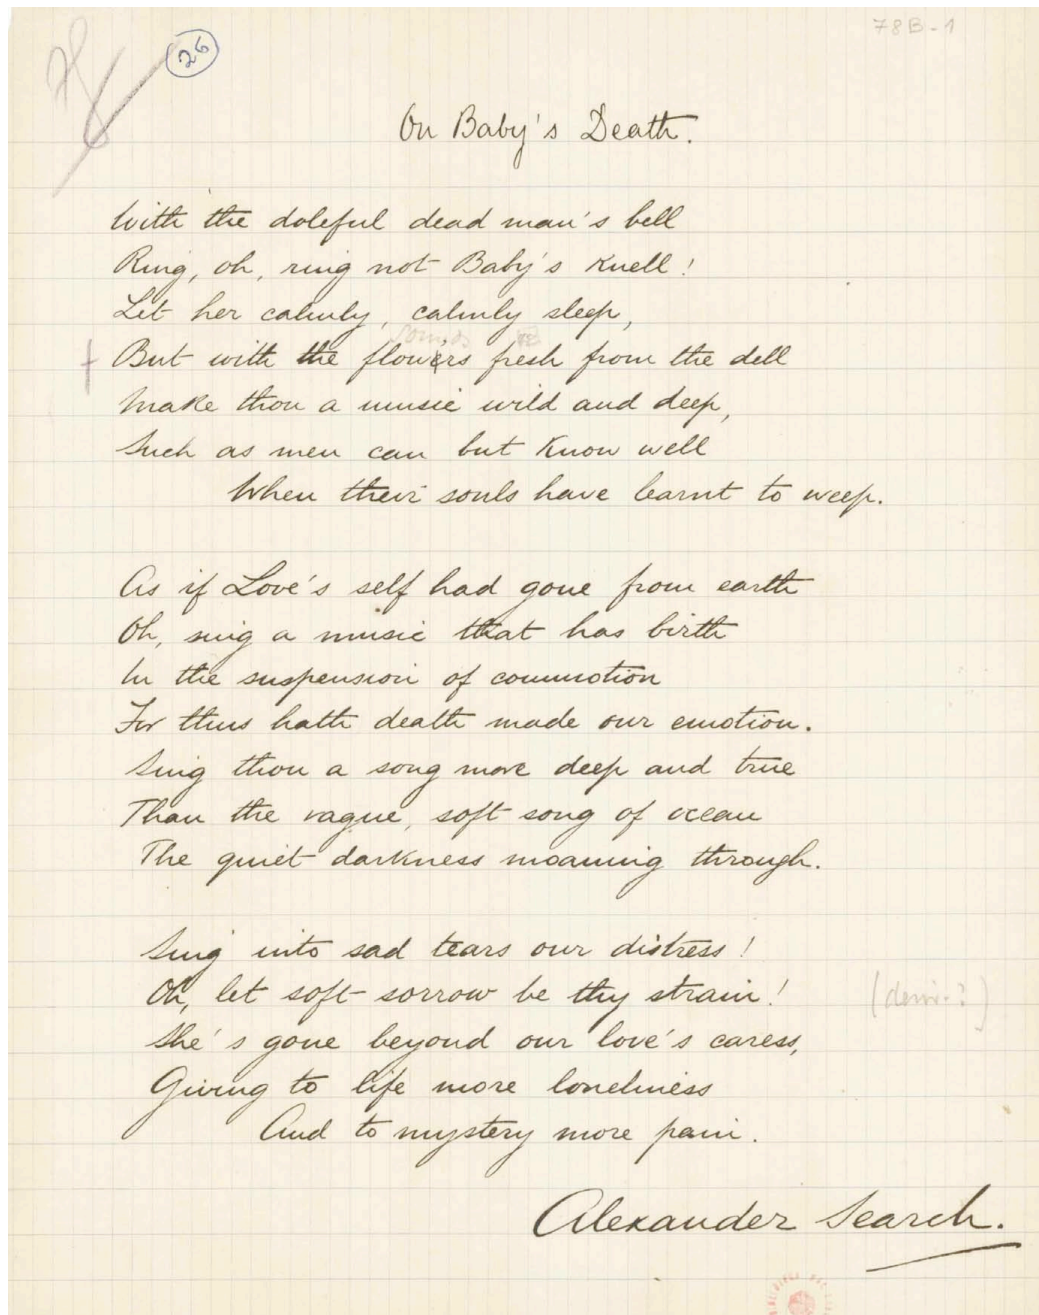 78
26
78B-1
On Baby's Death.
With the doleful dead man's bell
Ring, oh, ring not Baby's knell!
Let her calmly, calmly sleep,
sounds
But with the flowers fresh from the dell
Make thou a music wild and deep,
Such as men can but know well
When their souls have learnt to weep.
As if Love's self had gone from earth
Oh, sing a music that has birth
In the suspension of commotion
For thus hath death made our emotion.
Sing thou a song more deep and true
Than the vague, soft song of ocean
The quiet darkness moaning through.
Sing into sad tears our distress!
Oh, let soft sorrow be thy strain!
(demi-?)
She's gone beyond our love's caress,
Giving to life more loneliness
And to mystery more pain.
Alexander Search.